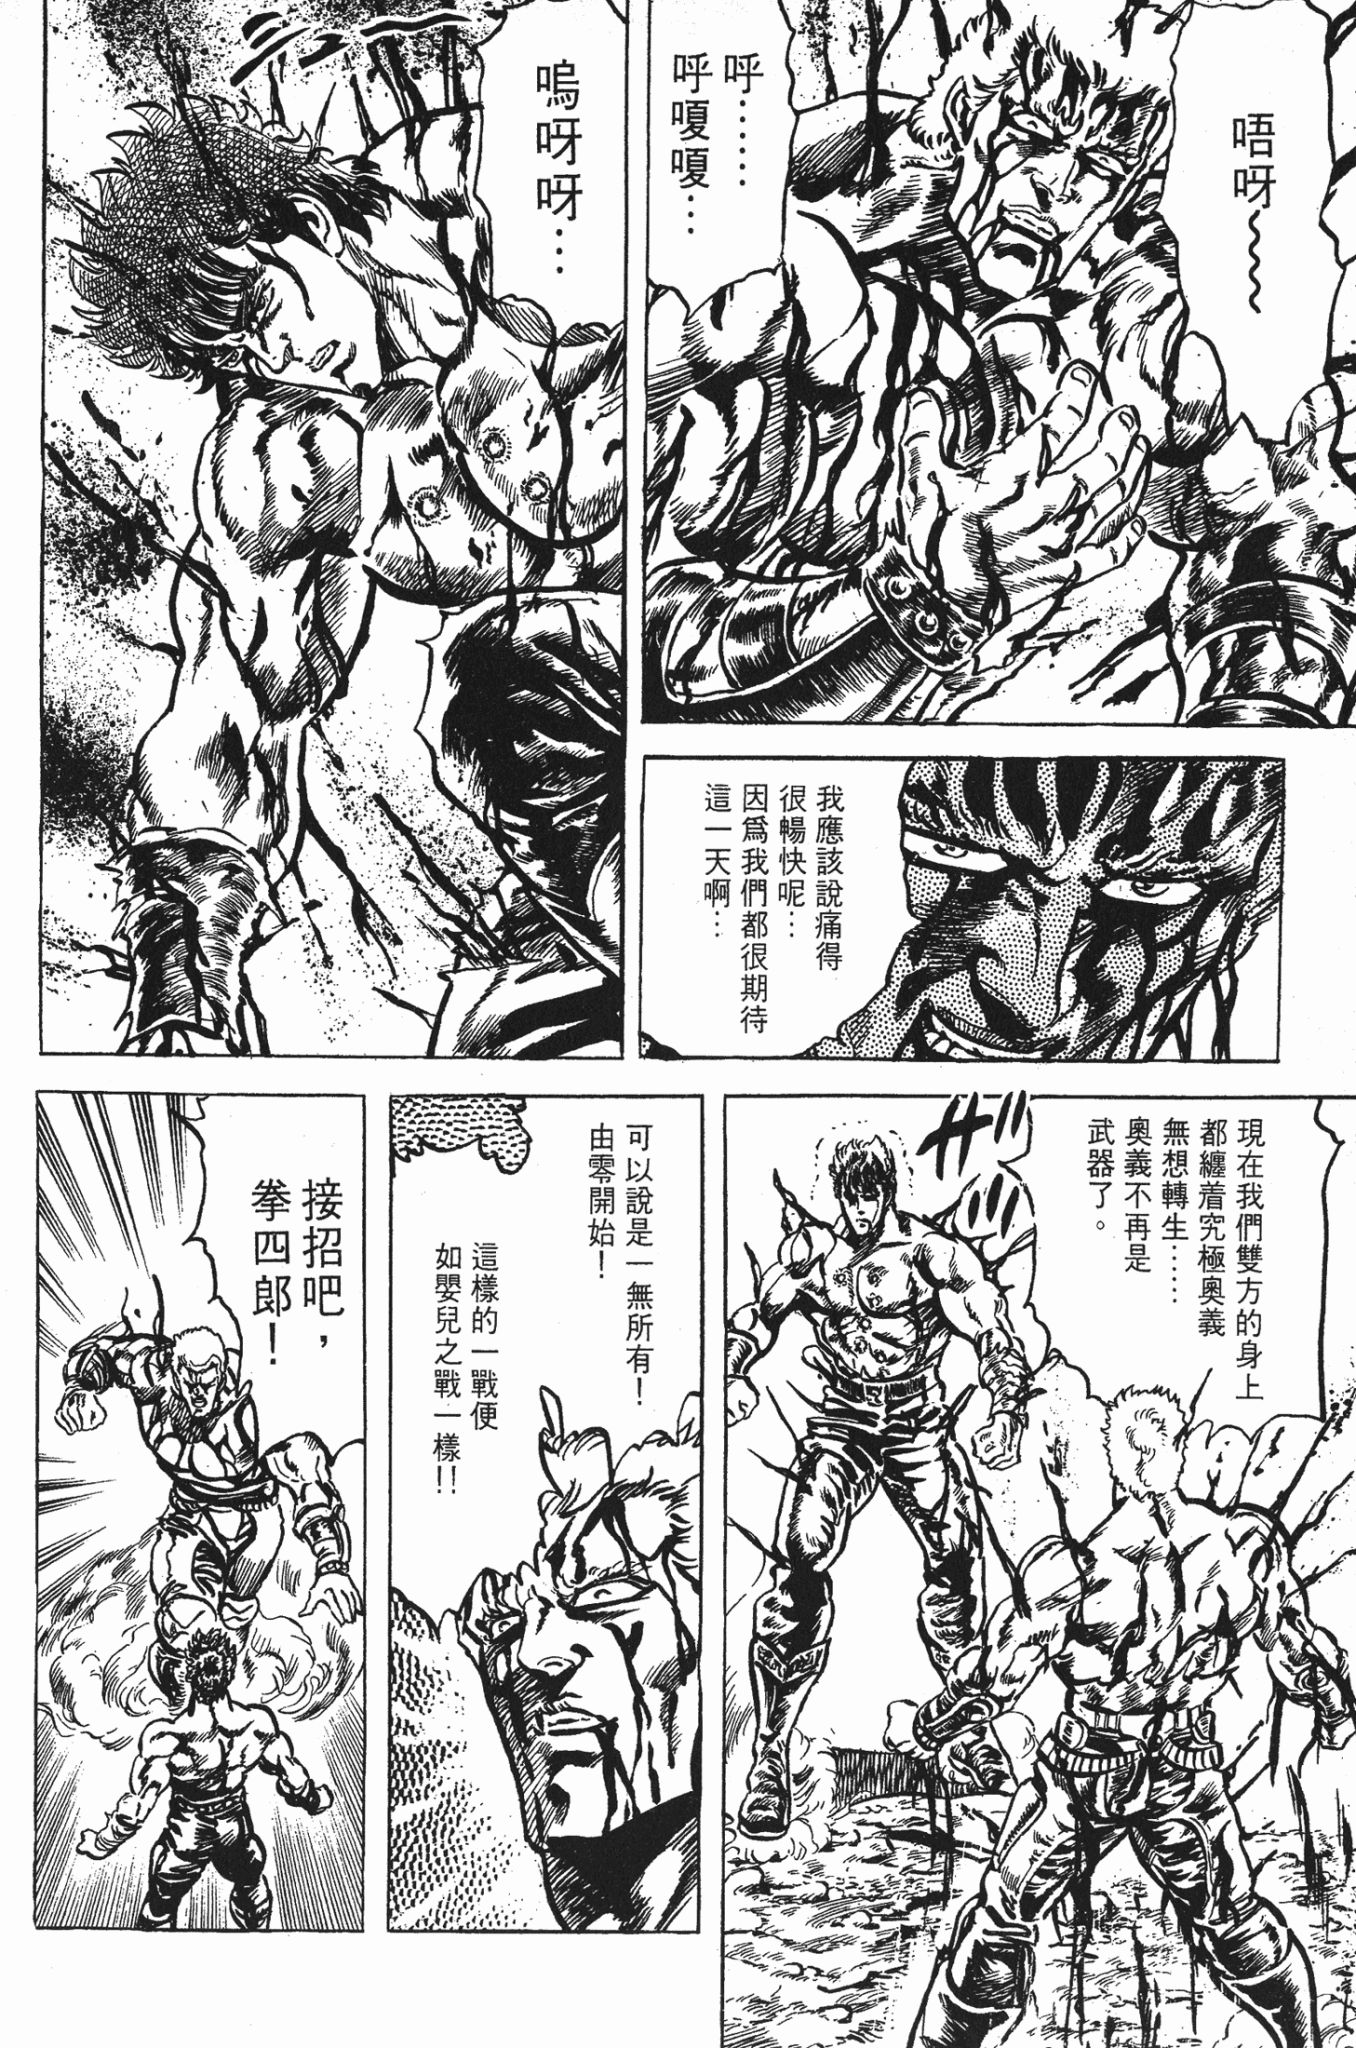 唔呀～
呼……
呼嗄嗄…
嗚呀呀…
我應該說痛得
很暢快呢…
因爲我們都很期待
這一天啊…
現在我們雙方的身上
都纏着究極奧義
無想轉生……
奧義不再是
武器了。
可以說是一無所有！
由零開始！
這樣的一戰便
如嬰兒之戰一樣!!
接招吧，
拳四郎！